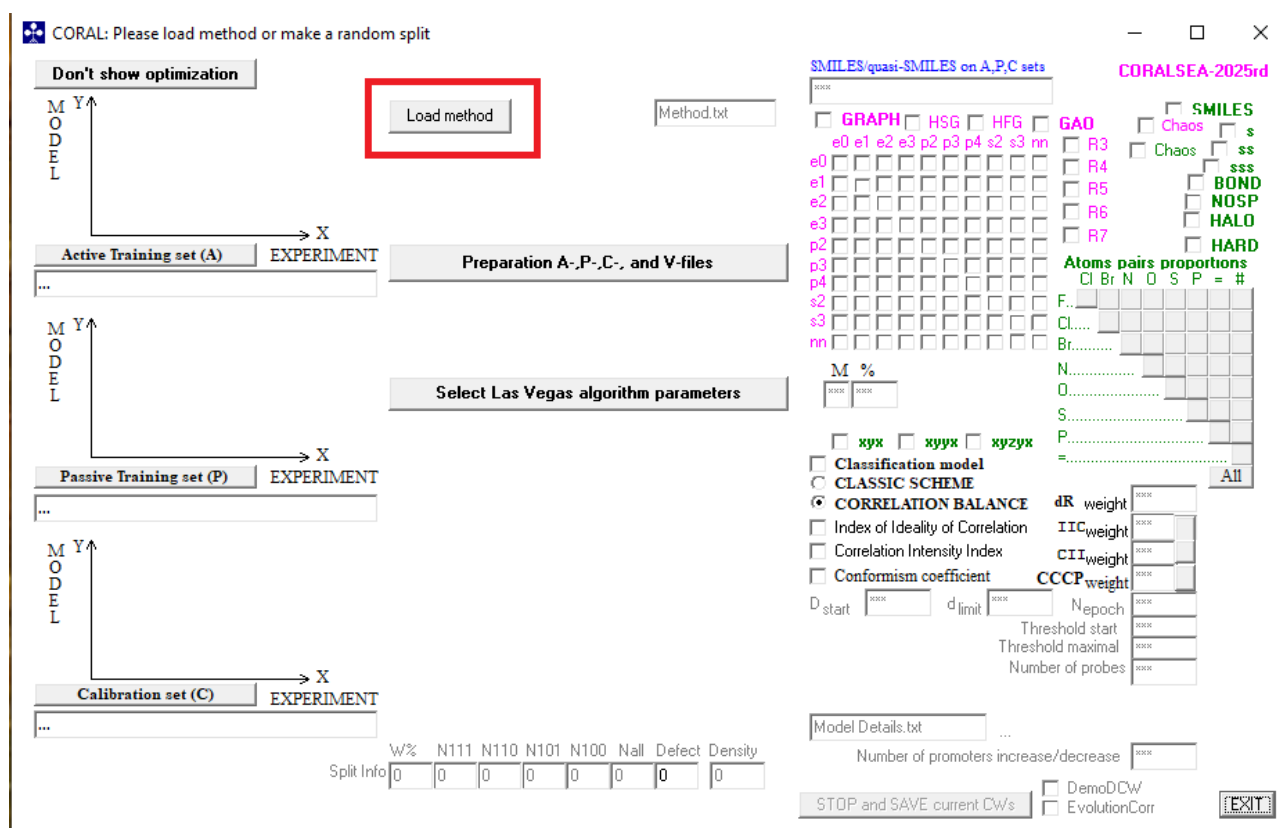 CORAL: Please load method or make a random split
Don't show optimization
MODEL
Y
X
EXPERIMENT
Active Training set (A)
...
MODEL
Y
X
EXPERIMENT
Passive Training set (P)
...
MODEL
Y
X
EXPERIMENT
Calibration set (C)
...
Load method
Method.txt
Preparation A-,P-,C-, and V-files
Select Las Vegas algorithm parameters
W% N111 N110 N101 N100 Nall Defect Density
Split Info 0 0 0 0 0 0 0 0
SMILES/quasi-SMILES on A,P,C sets
***
CORALSEA-2025rd
GRAPH HSG HFG GAO
e0 e1 e2 e3 p2 p3 p4 s2 s3 nn
e0
e1
e2
e3
p2
p3
p4
s2
s3
nn
R3
R4
R5
R6
R7
SMILES
Chaos s
Chaos ss
sss
BOND
NOSP
HALO
HARD
Atoms pairs proportions
Cl Br N O S P = #
F..
Cl.....
Br..........
N................
O.......................
S............................
P..................................
=.......................................
All
M %
*** ***
xyx xyyx xyzyx
Classification model
CLASSIC SCHEME
CORRELATION BALANCE
Index of Ideality of Correlation
Correlation Intensity Index
Conformism coefficient
dR weight ***
IIC weight ***
CII weight ***
CCCP weight ***
D start *** d limit *** N epoch ***
Threshold start ***
Threshold maximal ***
Number of probes ***
Model Details.txt ...
Number of promoters increase/decrease ***
STOP and SAVE current CWs
DemoDCW
EvolutionCorr
EXIT